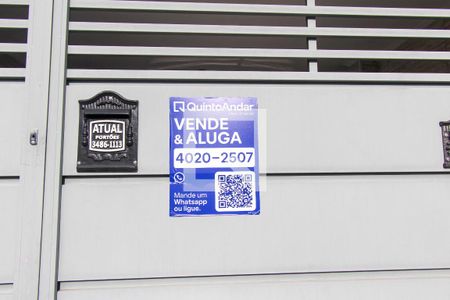 QuintoAndar
VENDE
& ALUGA
4020-2507
Mande um
Whatsapp
ou ligue.
ATUAL
PORTÕES
3486-1113